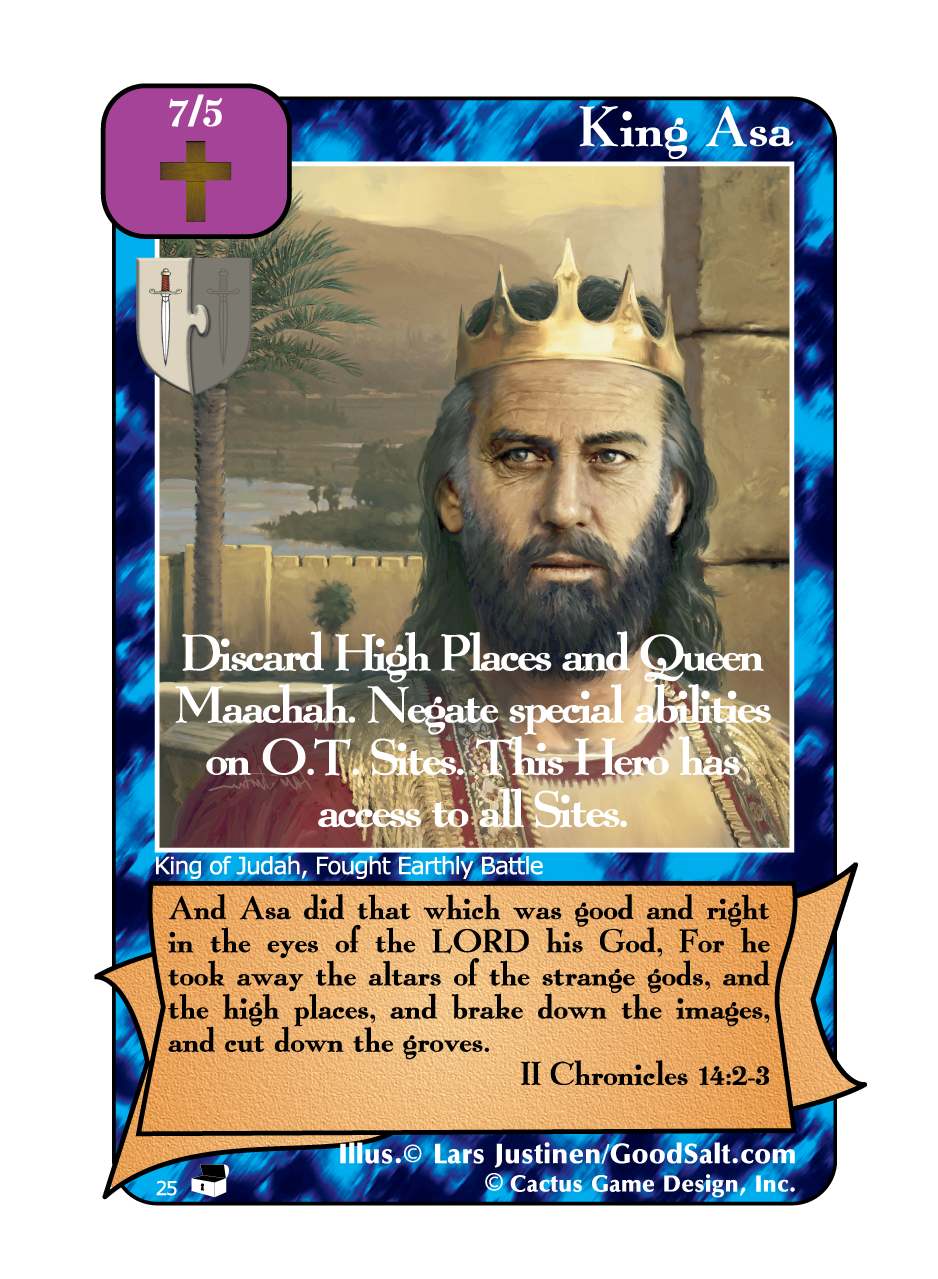 7/5
King Asa
Discard High Places and Queen
Maachah. Negate special abilities
on O.T. Sites. This Hero has
access to all Sites.
King of Judah, Fought Earthly Battle
And Asa did that which was good and right
in the eyes of the LORD his God, For he
took away the altars of the strange gods, and
the high places, and brake down the images,
and cut down the groves.
II Chronicles 14:2-3
Illus.© Lars Justinen/GoodSalt.com
25
© Cactus Game Design, Inc.